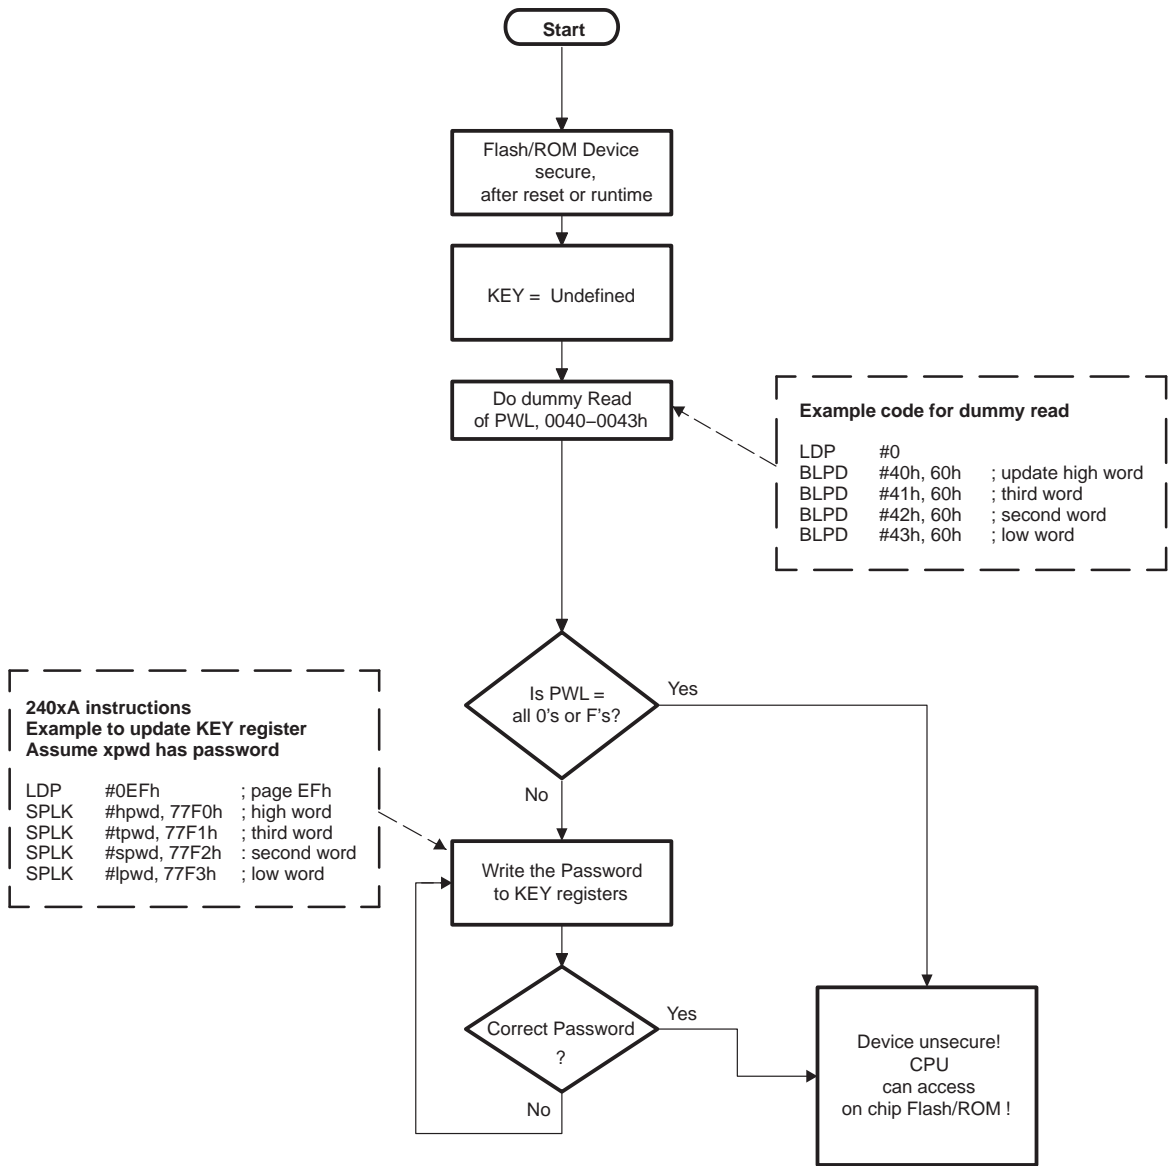 Start
Flash/ROM Device
secure,
after reset or runtime
KEY = Undefined
Do dummy Read
of PWL, 0040–0043h
Example code for dummy read
LDP #0
BLPD #40h, 60h ; update high word
BLPD #41h, 60h ; third word
BLPD #42h, 60h ; second word
BLPD #43h, 60h ; low word
Is PWL =
all 0's or F's?
Yes
No
240xA instructions
Example to update KEY register
Assume xpwd has password
LDP #0EFh ; page EFh
SPLK #hpwd, 77F0h ; high word
SPLK #tpwd, 77F1h ; third word
SPLK #spwd, 77F2h : second word
SPLK #lpwd, 77F3h ; low word
Write the Password
to KEY registers
Correct Password
?
Yes
No
Device unsecure!
CPU
can access
on chip Flash/ROM !